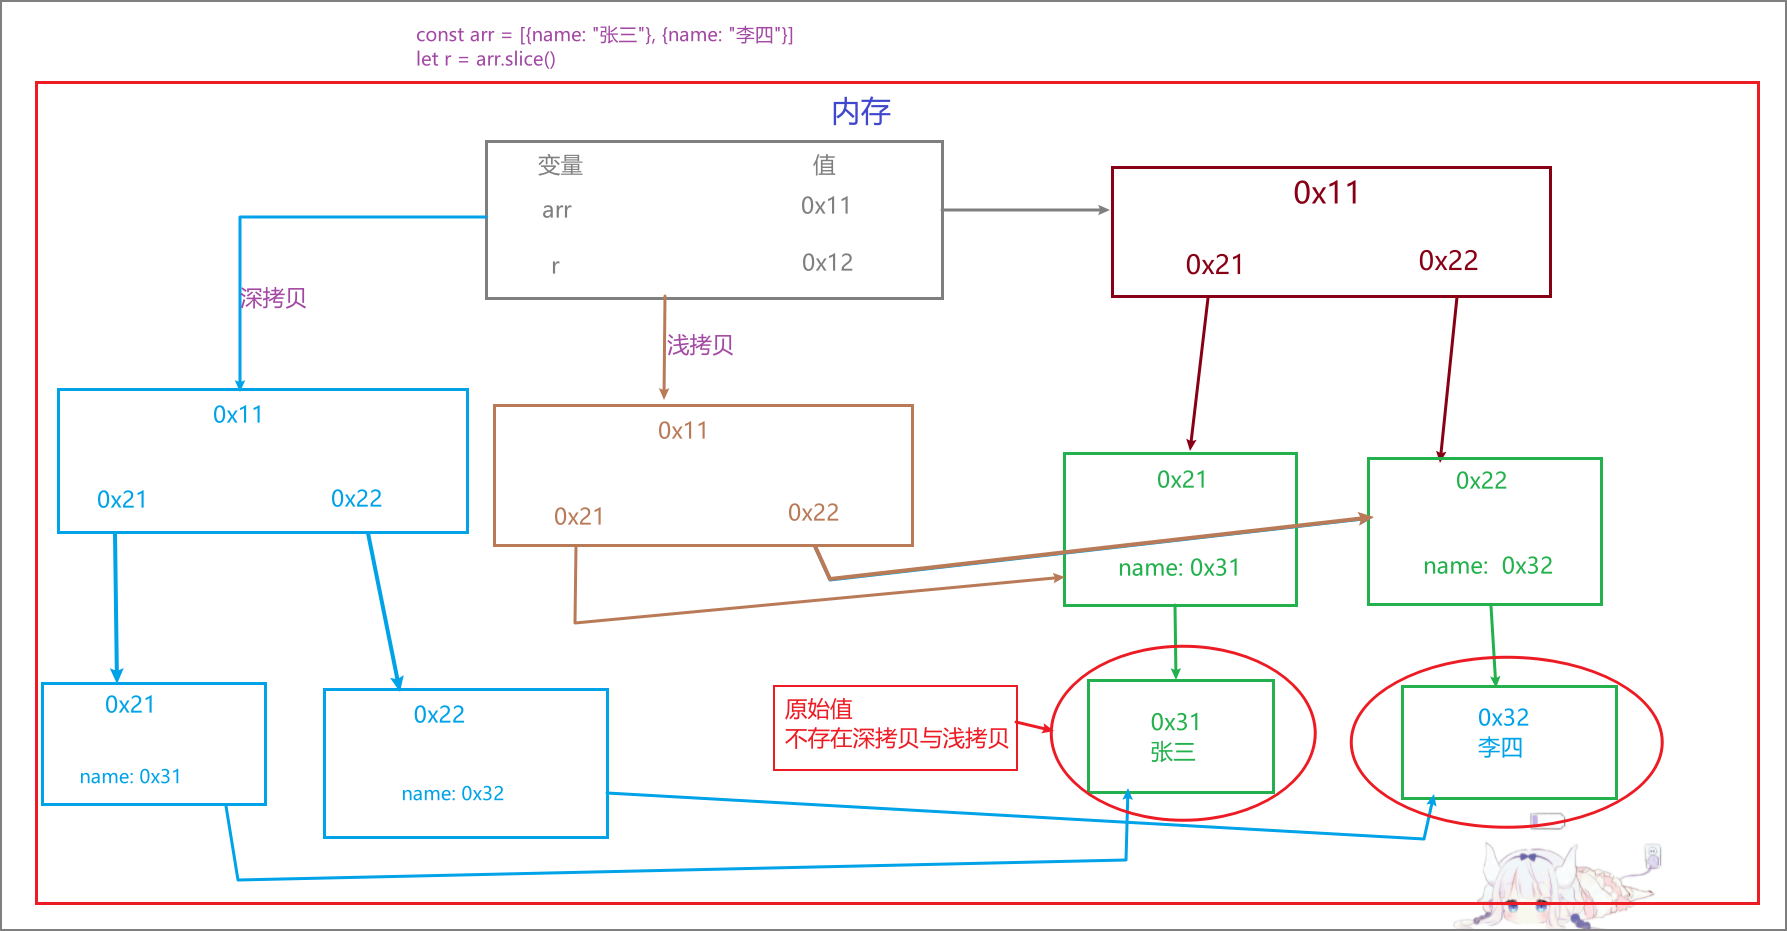 const arr = [{name: "张三"}, {name: "李四"}]
let r = arr.slice()
内存
变量 值
arr 0x11
r 0x12
0x11
0x21 0x22
深拷贝
浅拷贝
0x11
0x21 0x22
0x11
0x21 0x22
0x21
name: 0x31
0x22
name: 0x32
0x21
name: 0x31
0x22
name: 0x32
原始值
不存在深拷贝与浅拷贝
0x31
张三
0x32
李四